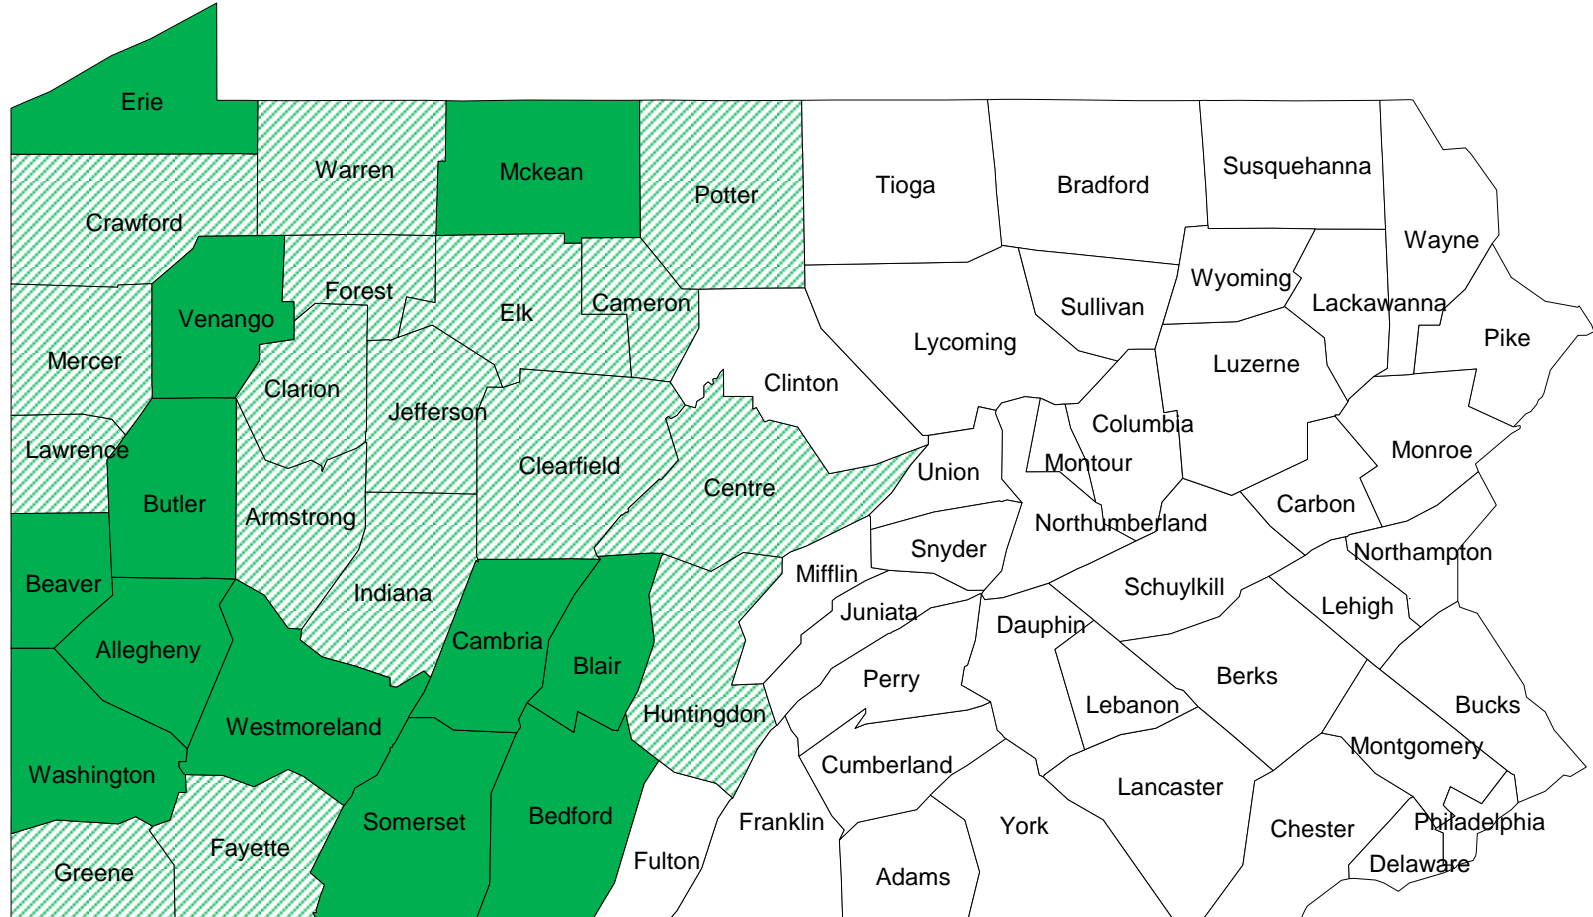 Erie
Warren
Mckean
Potter
Tioga
Bradford
Susquehanna
Crawford
Wayne
Forest
Elk
Cameron
Wyoming
Lackawanna
Sullivan
Venango
Mercer
Lycoming
Pike
Luzerne
Clinton
Clarion
Jefferson
Columbia
Lawrence
Clearfield
Centre
Union
Montour
Monroe
Butler
Armstrong
Northumberland
Carbon
Snyder
Northampton
Beaver
Indiana
Mifflin
Schuylkill
Lehigh
Juniata
Dauphin
Allegheny
Cambria
Blair
Perry
Berks
Lebanon
Bucks
Huntingdon
Westmoreland
Montgomery
Washington
Cumberland
Lancaster
Somerset
Bedford
Franklin
York
Chester
Philadelphia
Fayette
Fulton
Delaware
Greene
Adams